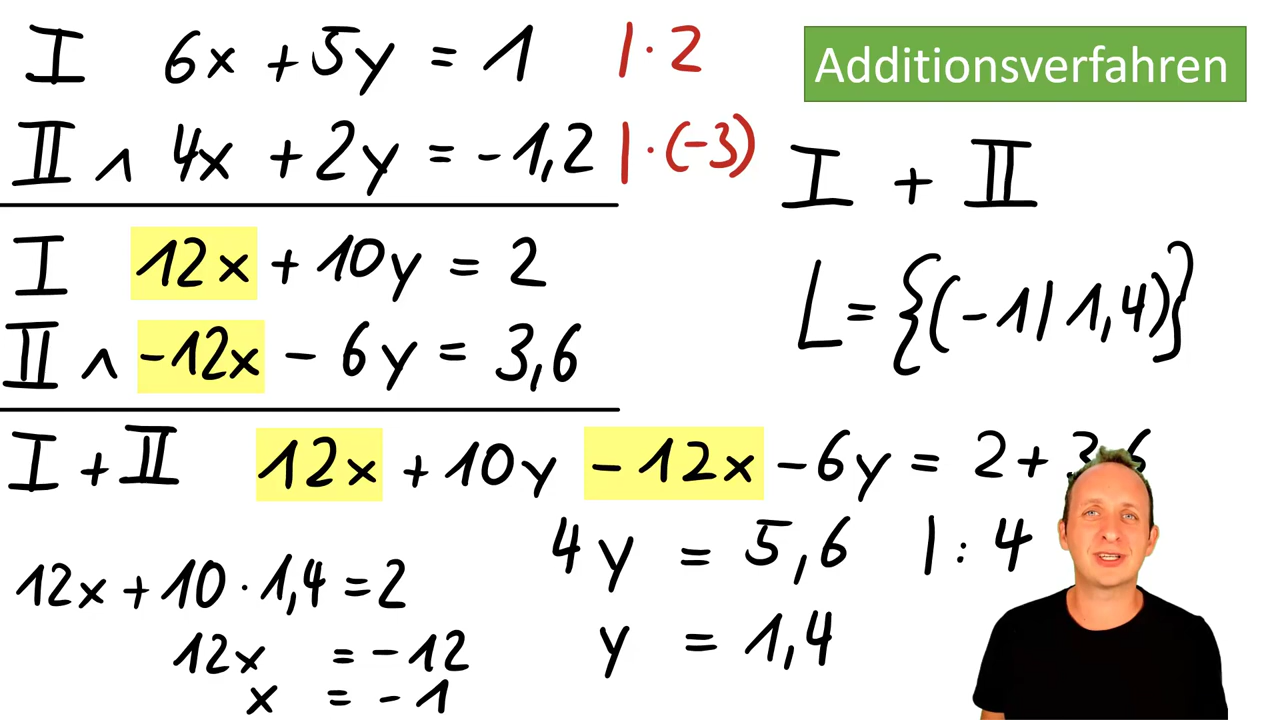 I 6x + 5y = 1 | · 2
II ∧ 4x + 2y = -1,2 | · (-3)
I 12x + 10y = 2
II ∧ -12x - 6y = 3,6
I + II 12x + 10y - 12x - 6y = 2 + 3,6
4y = 5,6 | : 4
y = 1,4
12x + 10 · 1,4 = 2
12x = -12
x = -1
Additionsverfahren
I + II
L = {(-1 | 1,4)}